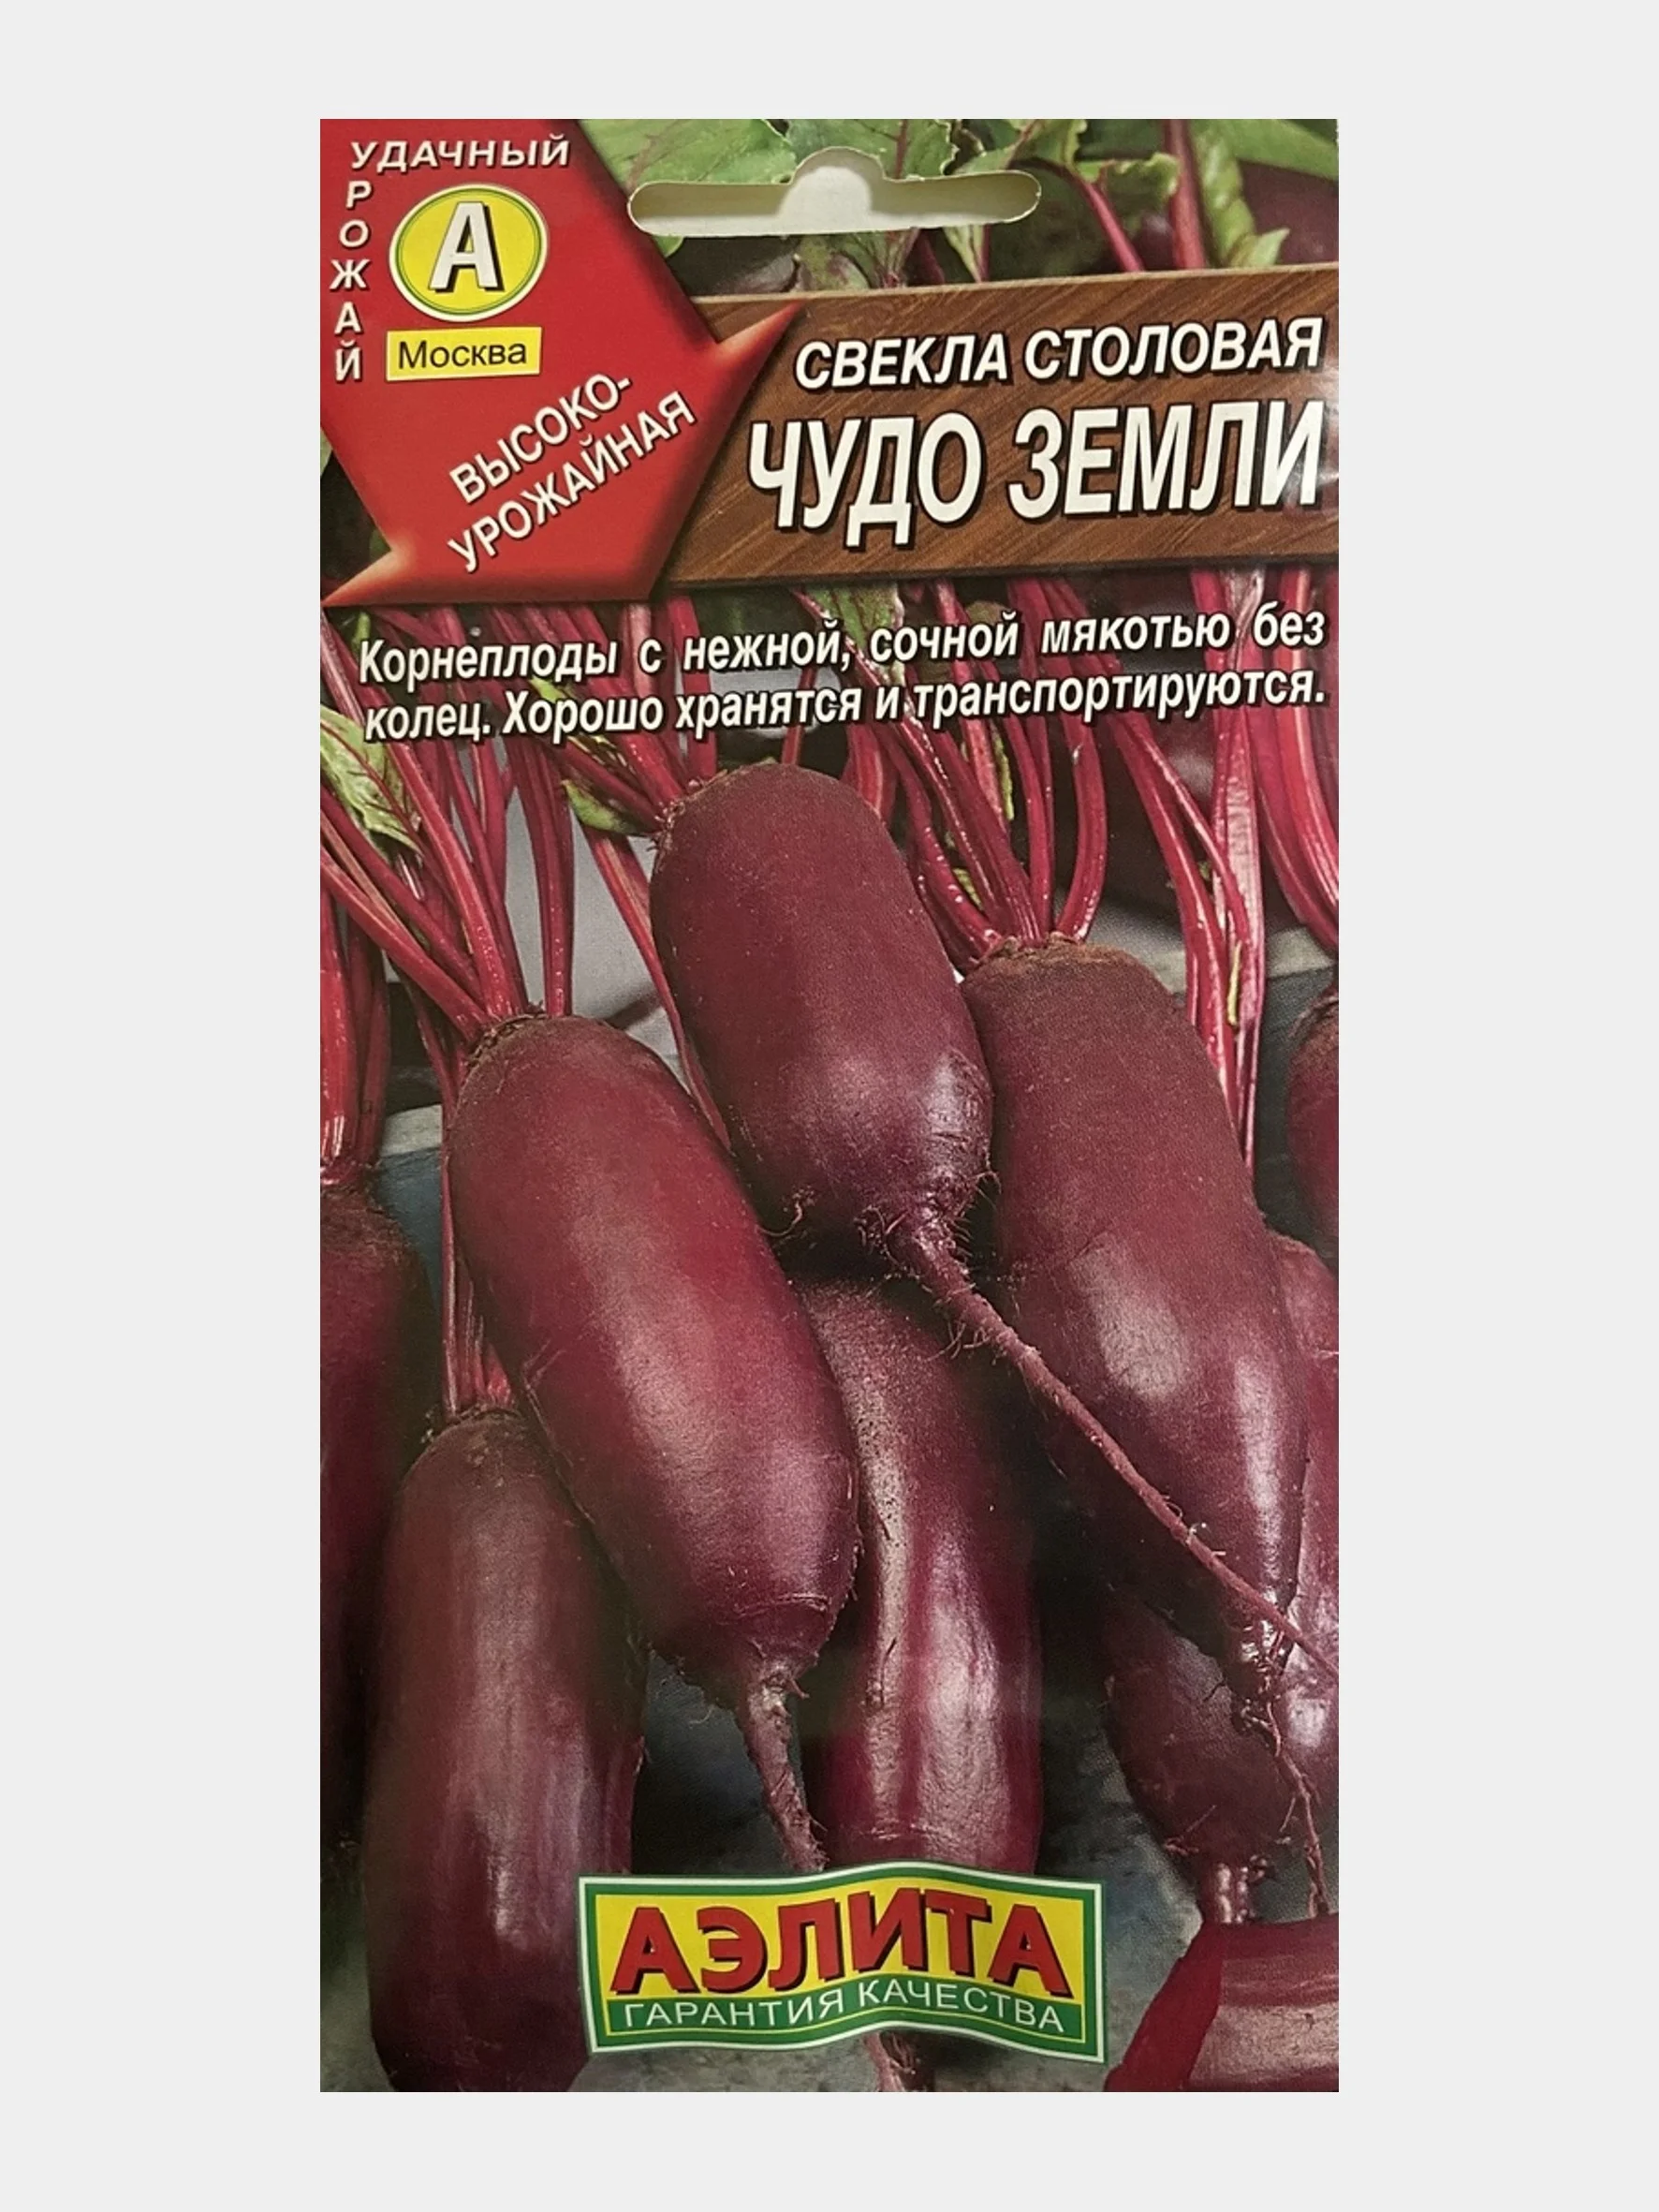 УДАЧНЫЙ
УРОЖАЙ
А
Москва
ВЫСОКО-
УРОЖАЙНАЯ
СВЕКЛА СТОЛОВАЯ
ЧУДО ЗЕМЛИ
Корнеплоды с нежной, сочной мякотью без
колец. Хорошо хранятся и транспортируются.
АЭЛИТА
ГАРАНТИЯ КАЧЕСТВА